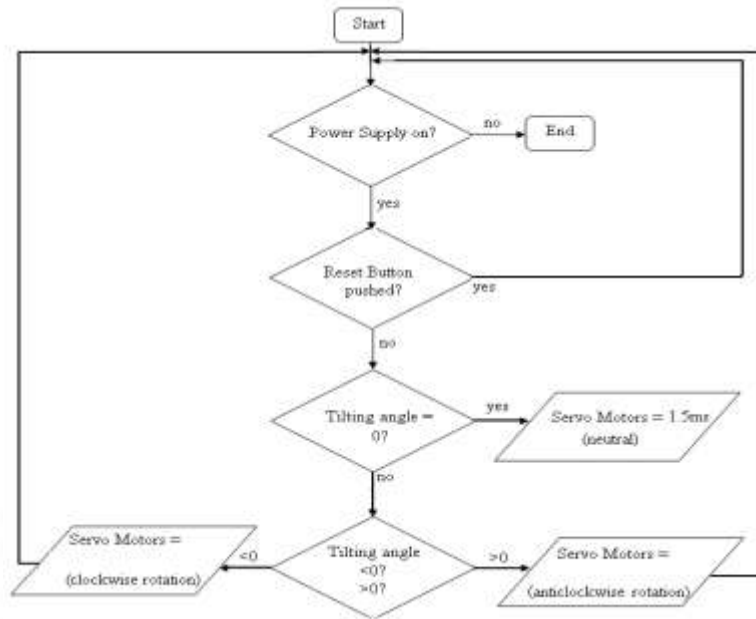 Start
Power Supply on?
no
End
yes
Reset Button
pushed?
yes
no
Tilting angle =
0?
yes
Servo Motors = 1.5ms
(neutral)
no
Servo Motors =
(clockwise rotation)
<0
Tilting angle
<0?
>0?
>0
Servo Motors =
(anticlockwise rotation)